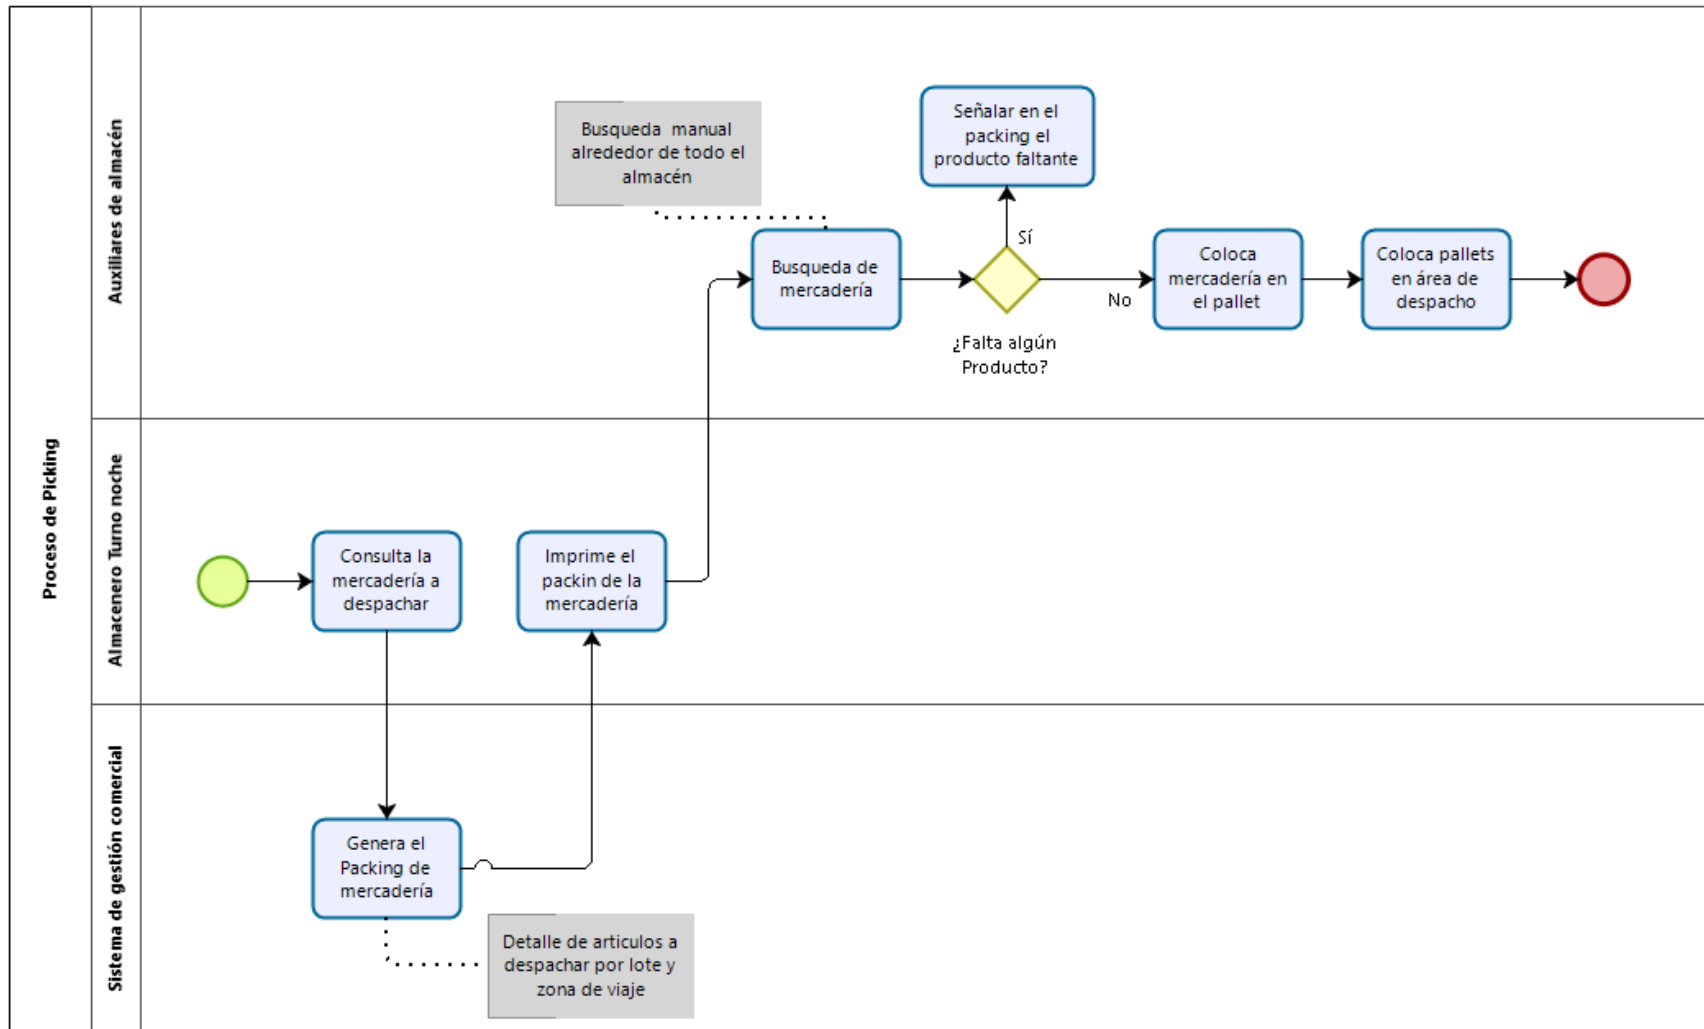 Proceso de Picking
Auxiliares de almacén
Busqueda manual
alrededor de todo el
almacén
Señalar en el
packing el
producto faltante
Busqueda de
mercadería
Sí
No
¿Falta algún
Producto?
Coloca
mercadería en
el pallet
Coloca pallets
en área de
despacho
Almacenero Turno noche
Consulta la
mercadería a
despachar
Imprime el
packin de la
mercadería
Sistema de gestión comercial
Genera el
Packing de
mercadería
Detalle de articulos a
despachar por lote y
zona de viaje